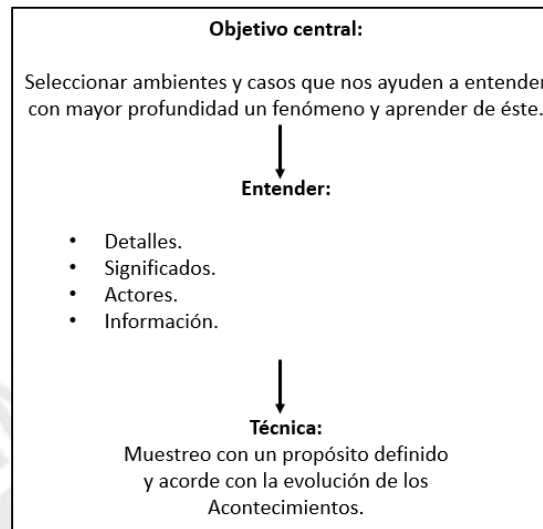 Objetivo central:
Seleccionar ambientes y casos que nos ayuden a entender
con mayor profundidad un fenómeno y aprender de éste.
Entender:
• Detalles.
• Significados.
• Actores.
• Información.
Técnica:
Muestreo con un propósito definido
y acorde con la evolución de los
Acontecimientos.